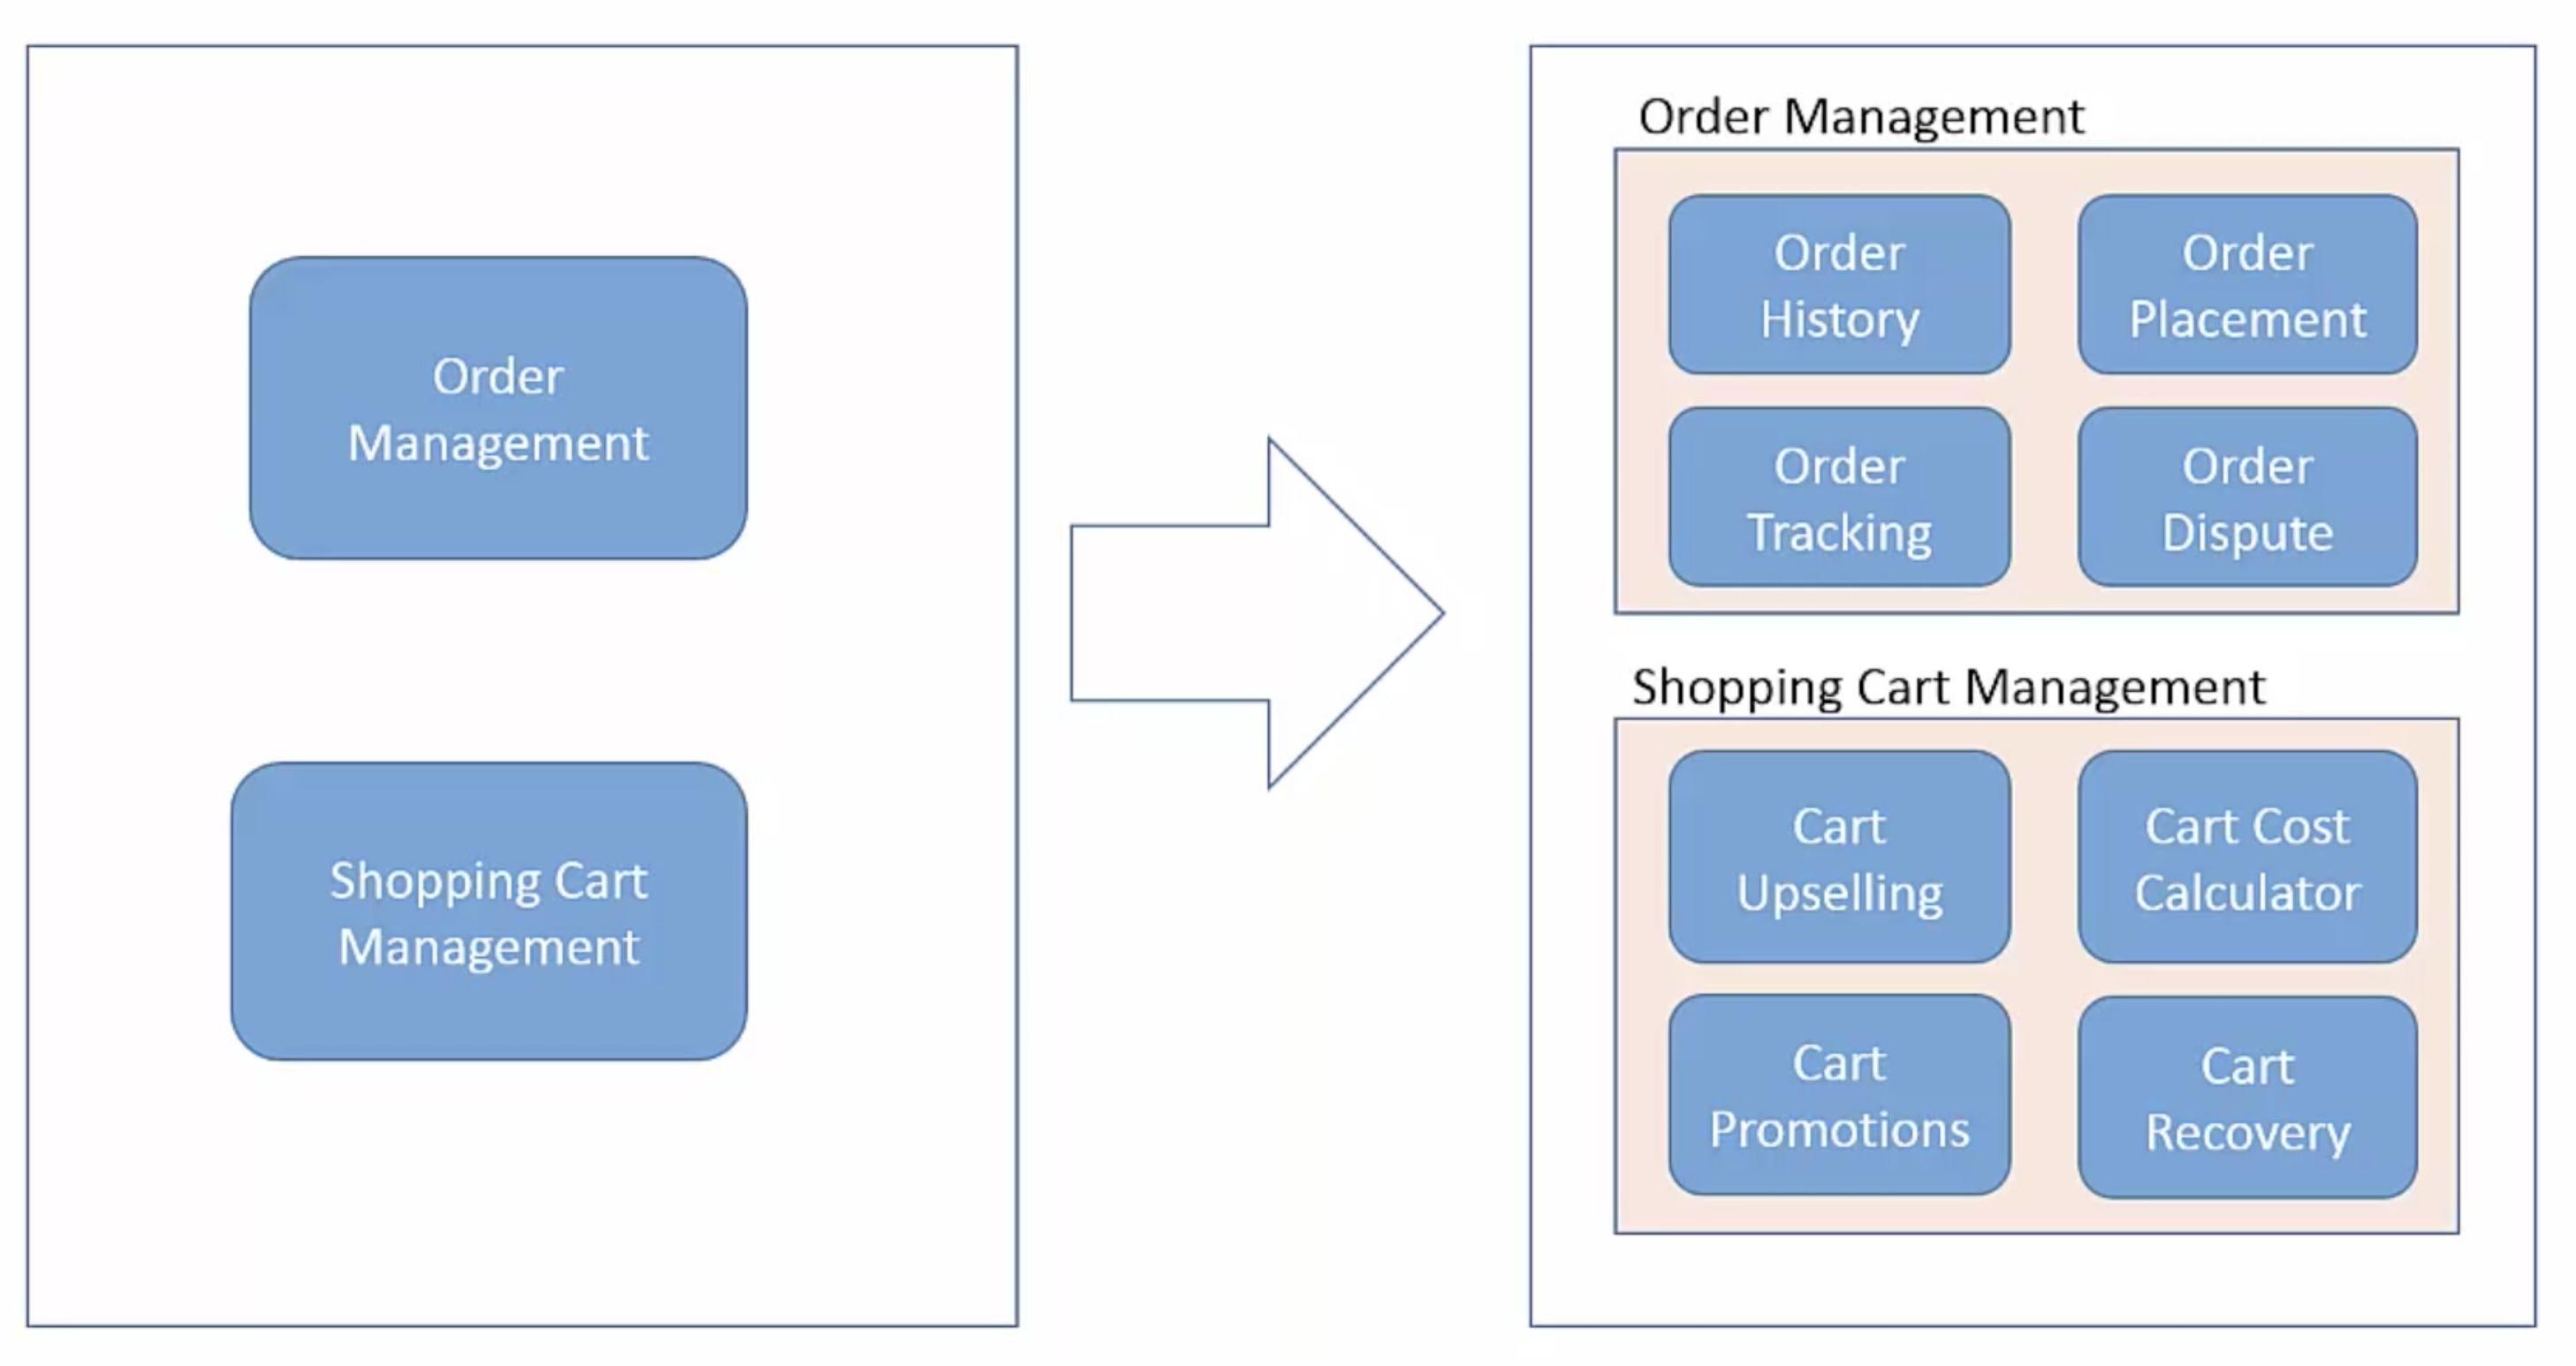 Order
Management
Shopping Cart
Management
Order Management
Order
History
Order
Placement
Order
Tracking
Order
Dispute
Shopping Cart Management
Cart
Upselling
Cart Cost
Calculator
Cart
Promotions
Cart
Recovery